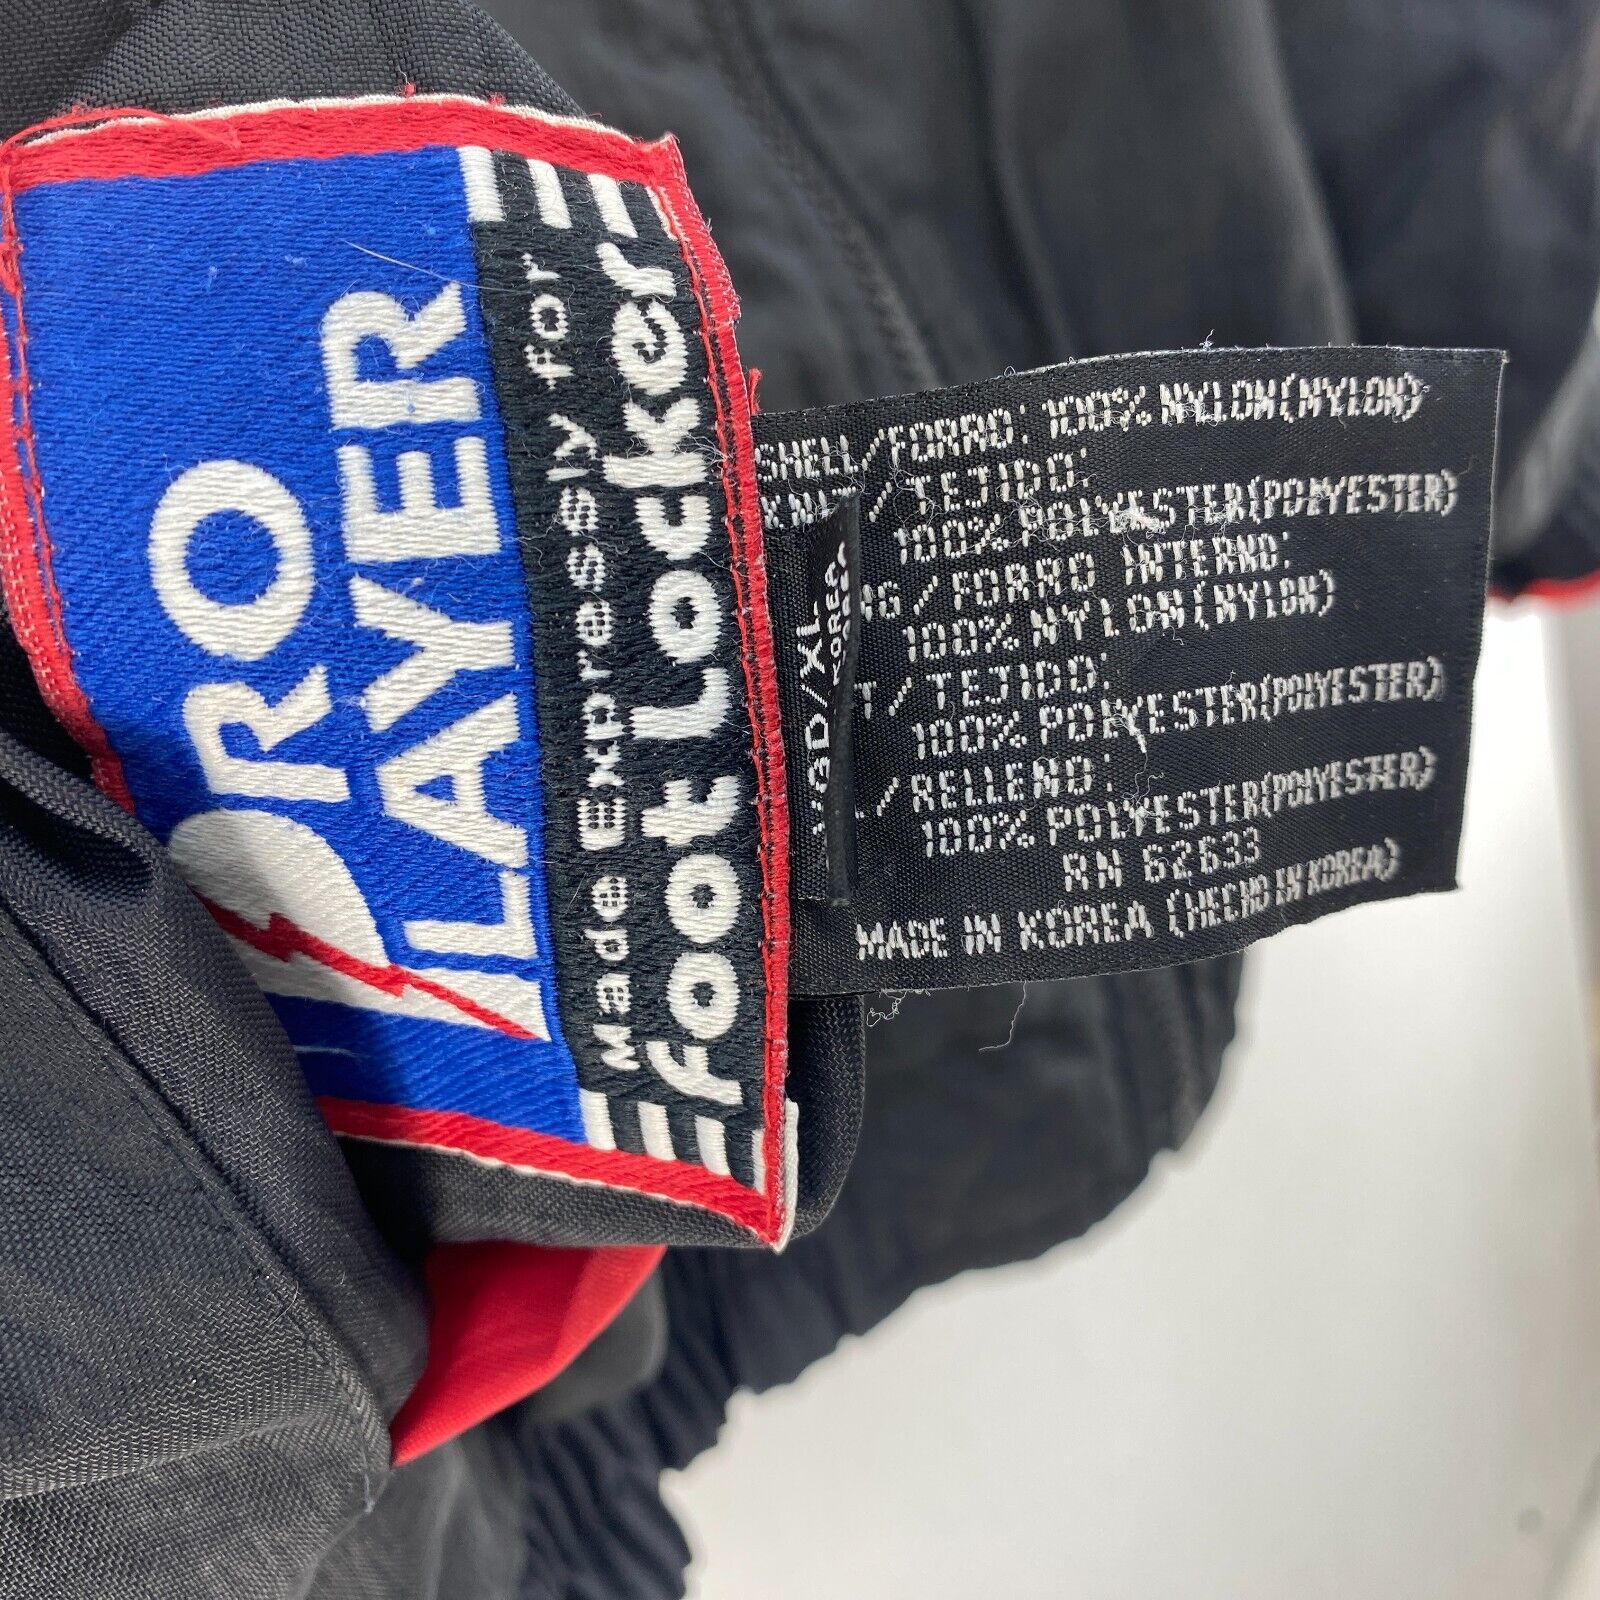 PRO
PLAYER
Made Expressly for
Foot Locker
SHELL/FORRO: 100% NYLON(NYLON)
/TEJIDO:
100% POLYESTER(POLYESTER)
/FORRO INTERNO:
100% NYLON(NYLON)
/TEJIDO:
100% POLYESTER(POLYESTER)
/RELLENO:
100% POLYESTER(POLYESTER)
RN 62633
MADE IN KOREA (HECHO EN KOREA)
XGD/XL
KOREA
KOREA